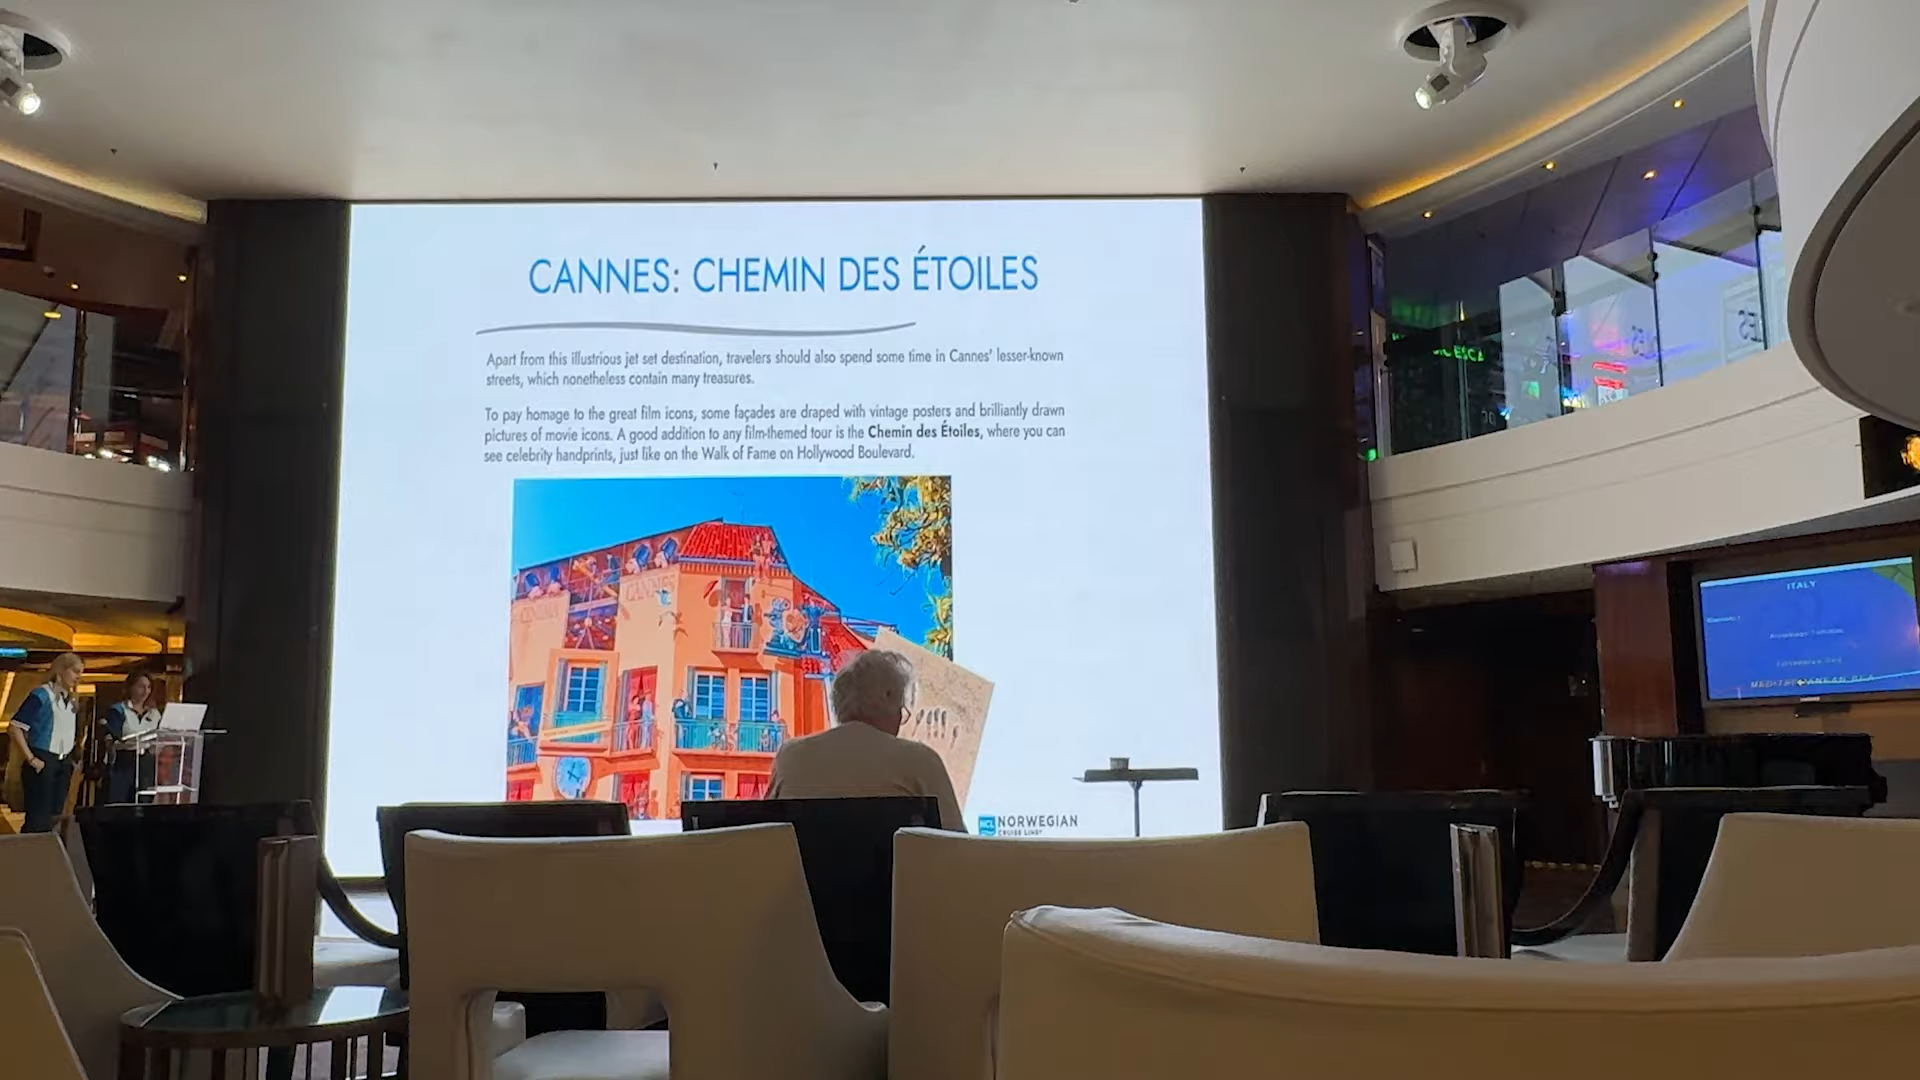 CANNES: CHEMIN DES ÉTOILES
Apart from this illustrious jet set destination, travelers should also spend some time in Cannes' lesser-known
streets, which nonetheless contain many treasures.
To pay homage to the great film icons, some façades are draped with vintage posters and brilliantly drawn
pictures of movie icons. A good addition to any film-themed tour is the Chemin des Étoiles, where you can
see celebrity handprints, just like on the Walk of Fame on Hollywood Boulevard.
CINEMA
CANNES
NCL NORWEGIAN
CRUISE LINE®
ITALY
MEDITERRANEAN SEA